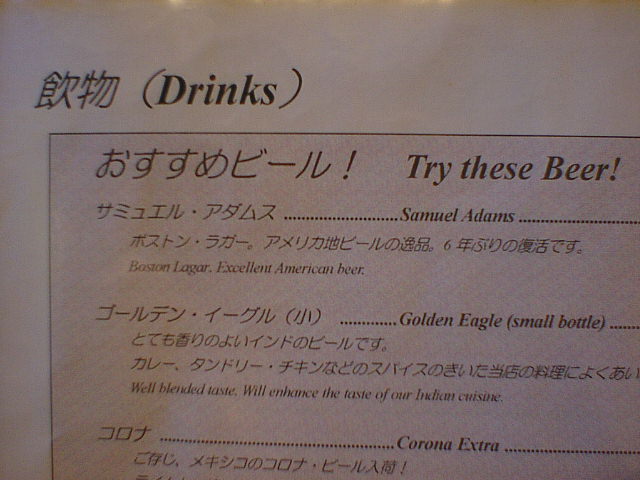 飲物（Drinks）
おすすめビール！ Try these Beer!
サミュエル・アダムス ..............................Samuel Adams ..............................
ボストン・ラガー。アメリカ地ビールの逸品。6年ぶりの復活です。
Boston Lagar. Excellent American beer.
ゴールデン・イーグル（小） ...............Golden Eagle (small bottle) .......
とても香りのよいインドのビールです。
カレー、タンドリー・チキンなどのスパイスのきいた当店の料理によくあい
Well blended taste. Will enhance the taste of our Indian cuisine.
コロナ ............................................................Corona Extra ..............................
ご存じ、メキシコのコロナ・ビール入荷！